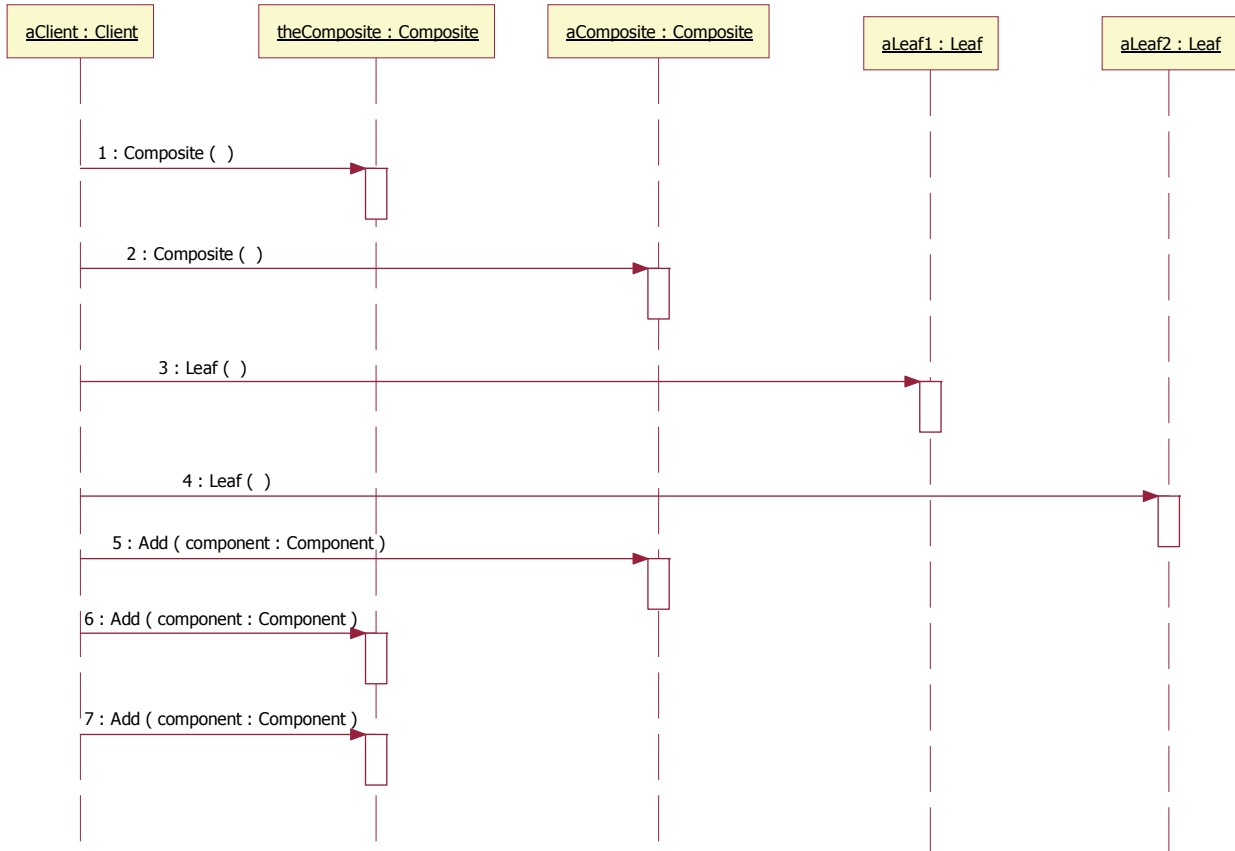 aClient : Client
theComposite : Composite
aComposite : Composite
aLeaf1 : Leaf
aLeaf2 : Leaf
1 : Composite ( )
2 : Composite ( )
3 : Leaf ( )
4 : Leaf ( )
5 : Add ( component : Component )
6 : Add ( component : Component )
7 : Add ( component : Component )